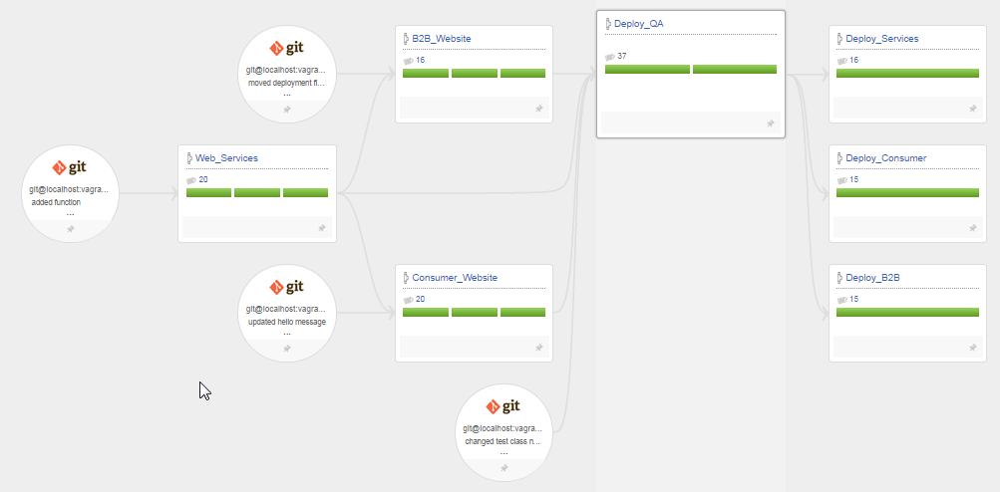 git
git@localhost:vagra...
moved deployment fi...
...
B2B_Website
16
Deploy_QA
37
Deploy_Services
16
git
git@localhost:vagra...
added function
...
Web_Services
20
Deploy_Consumer
15
git
git@localhost:vagra...
updated hello message
...
Consumer_Website
20
Deploy_B2B
15
git
git@localhost:vagra...
changed test class n...
...